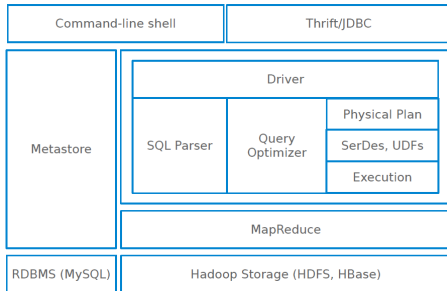 Command-line shell
Thrift/JDBC
Metastore
Driver
SQL Parser
Query
Optimizer
Physical Plan
SerDes, UDFs
Execution
MapReduce
RDBMS (MySQL)
Hadoop Storage (HDFS, HBase)